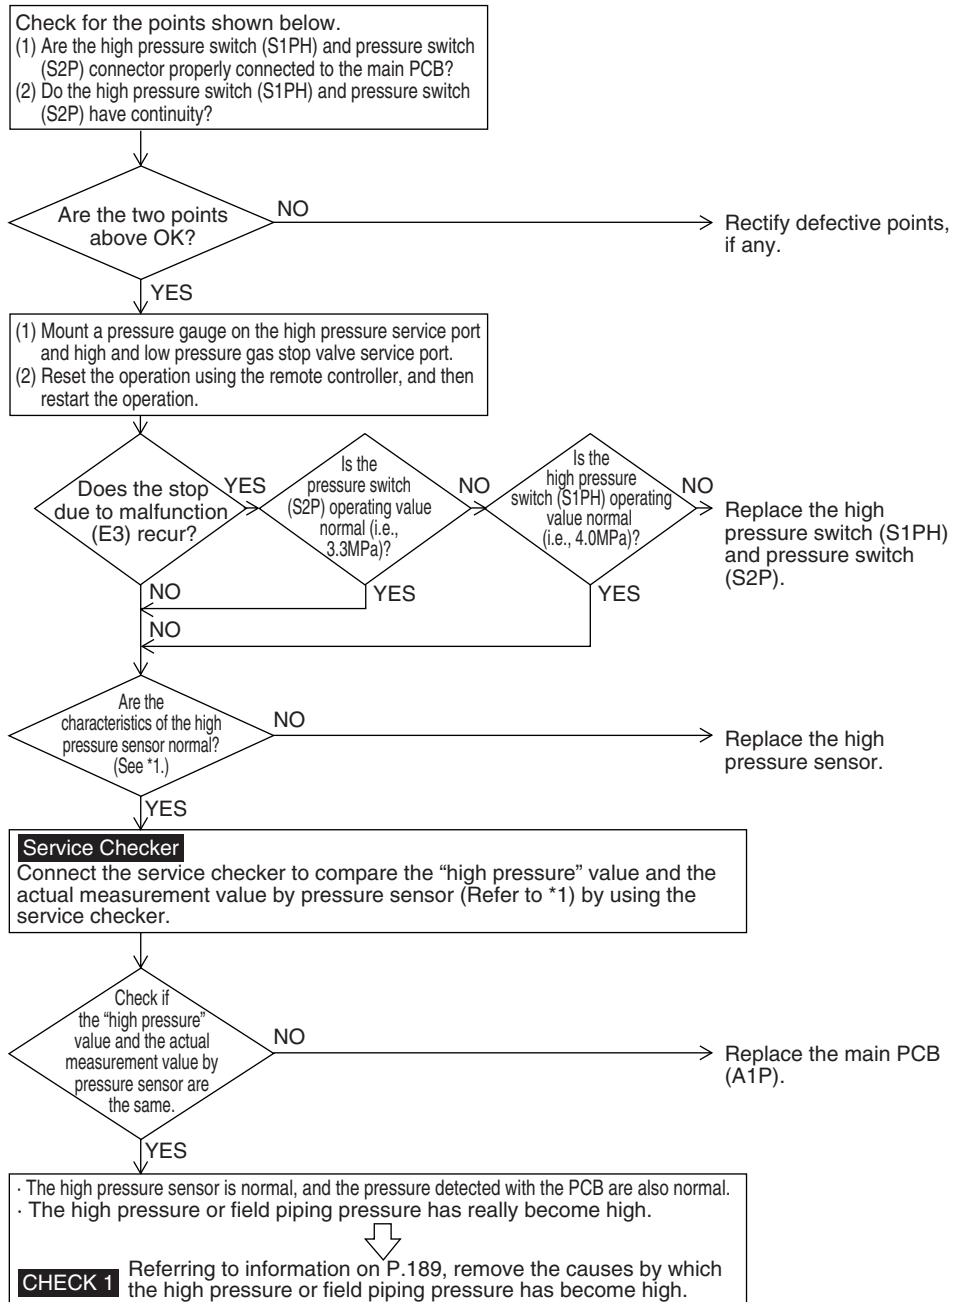 Check for the points shown below.
(1) Are the high pressure switch (S1PH) and pressure switch
(S2P) connector properly connected to the main PCB?
(2) Do the high pressure switch (S1PH) and pressure switch
(S2P) have continuity?
Are the two points
above OK?
NO
Rectify defective points,
if any.
YES
(1) Mount a pressure gauge on the high pressure service port
and high and low pressure gas stop valve service port.
(2) Reset the operation using the remote controller, and then
restart the operation.
Does the stop
due to malfunction
(E3) recur?
YES
Is the
pressure switch
(S2P) operating value
normal (i.e.,
3.3MPa)?
NO
Is the
high pressure
switch (S1PH) operating
value normal
(i.e., 4.0MPa)?
NO
Replace the high
pressure switch (S1PH)
and pressure switch
(S2P).
NO
YES
YES
NO
Are the
characteristics of the high
pressure sensor normal?
(See *1.)
NO
Replace the high
pressure sensor.
YES
Service Checker
Connect the service checker to compare the “high pressure” value and the
actual measurement value by pressure sensor (Refer to *1) by using the
service checker.
Check if
the “high pressure”
value and the actual
measurement value by
pressure sensor are
the same.
NO
Replace the main PCB
(A1P).
YES
· The high pressure sensor is normal, and the pressure detected with the PCB are also normal.
· The high pressure or field piping pressure has really become high.
CHECK 1
Referring to information on P.189, remove the causes by which
the high pressure or field piping pressure has become high.